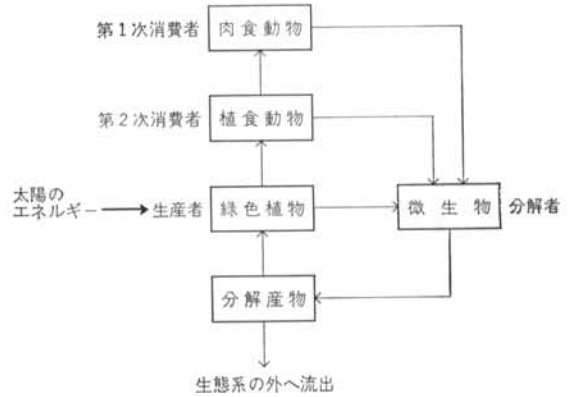 第1次消費者 肉食動物
第2次消費者 植食動物
太陽の
エネルギー 生産者 緑色植物 微生物 分解者
分解産物
生態系の外へ流出